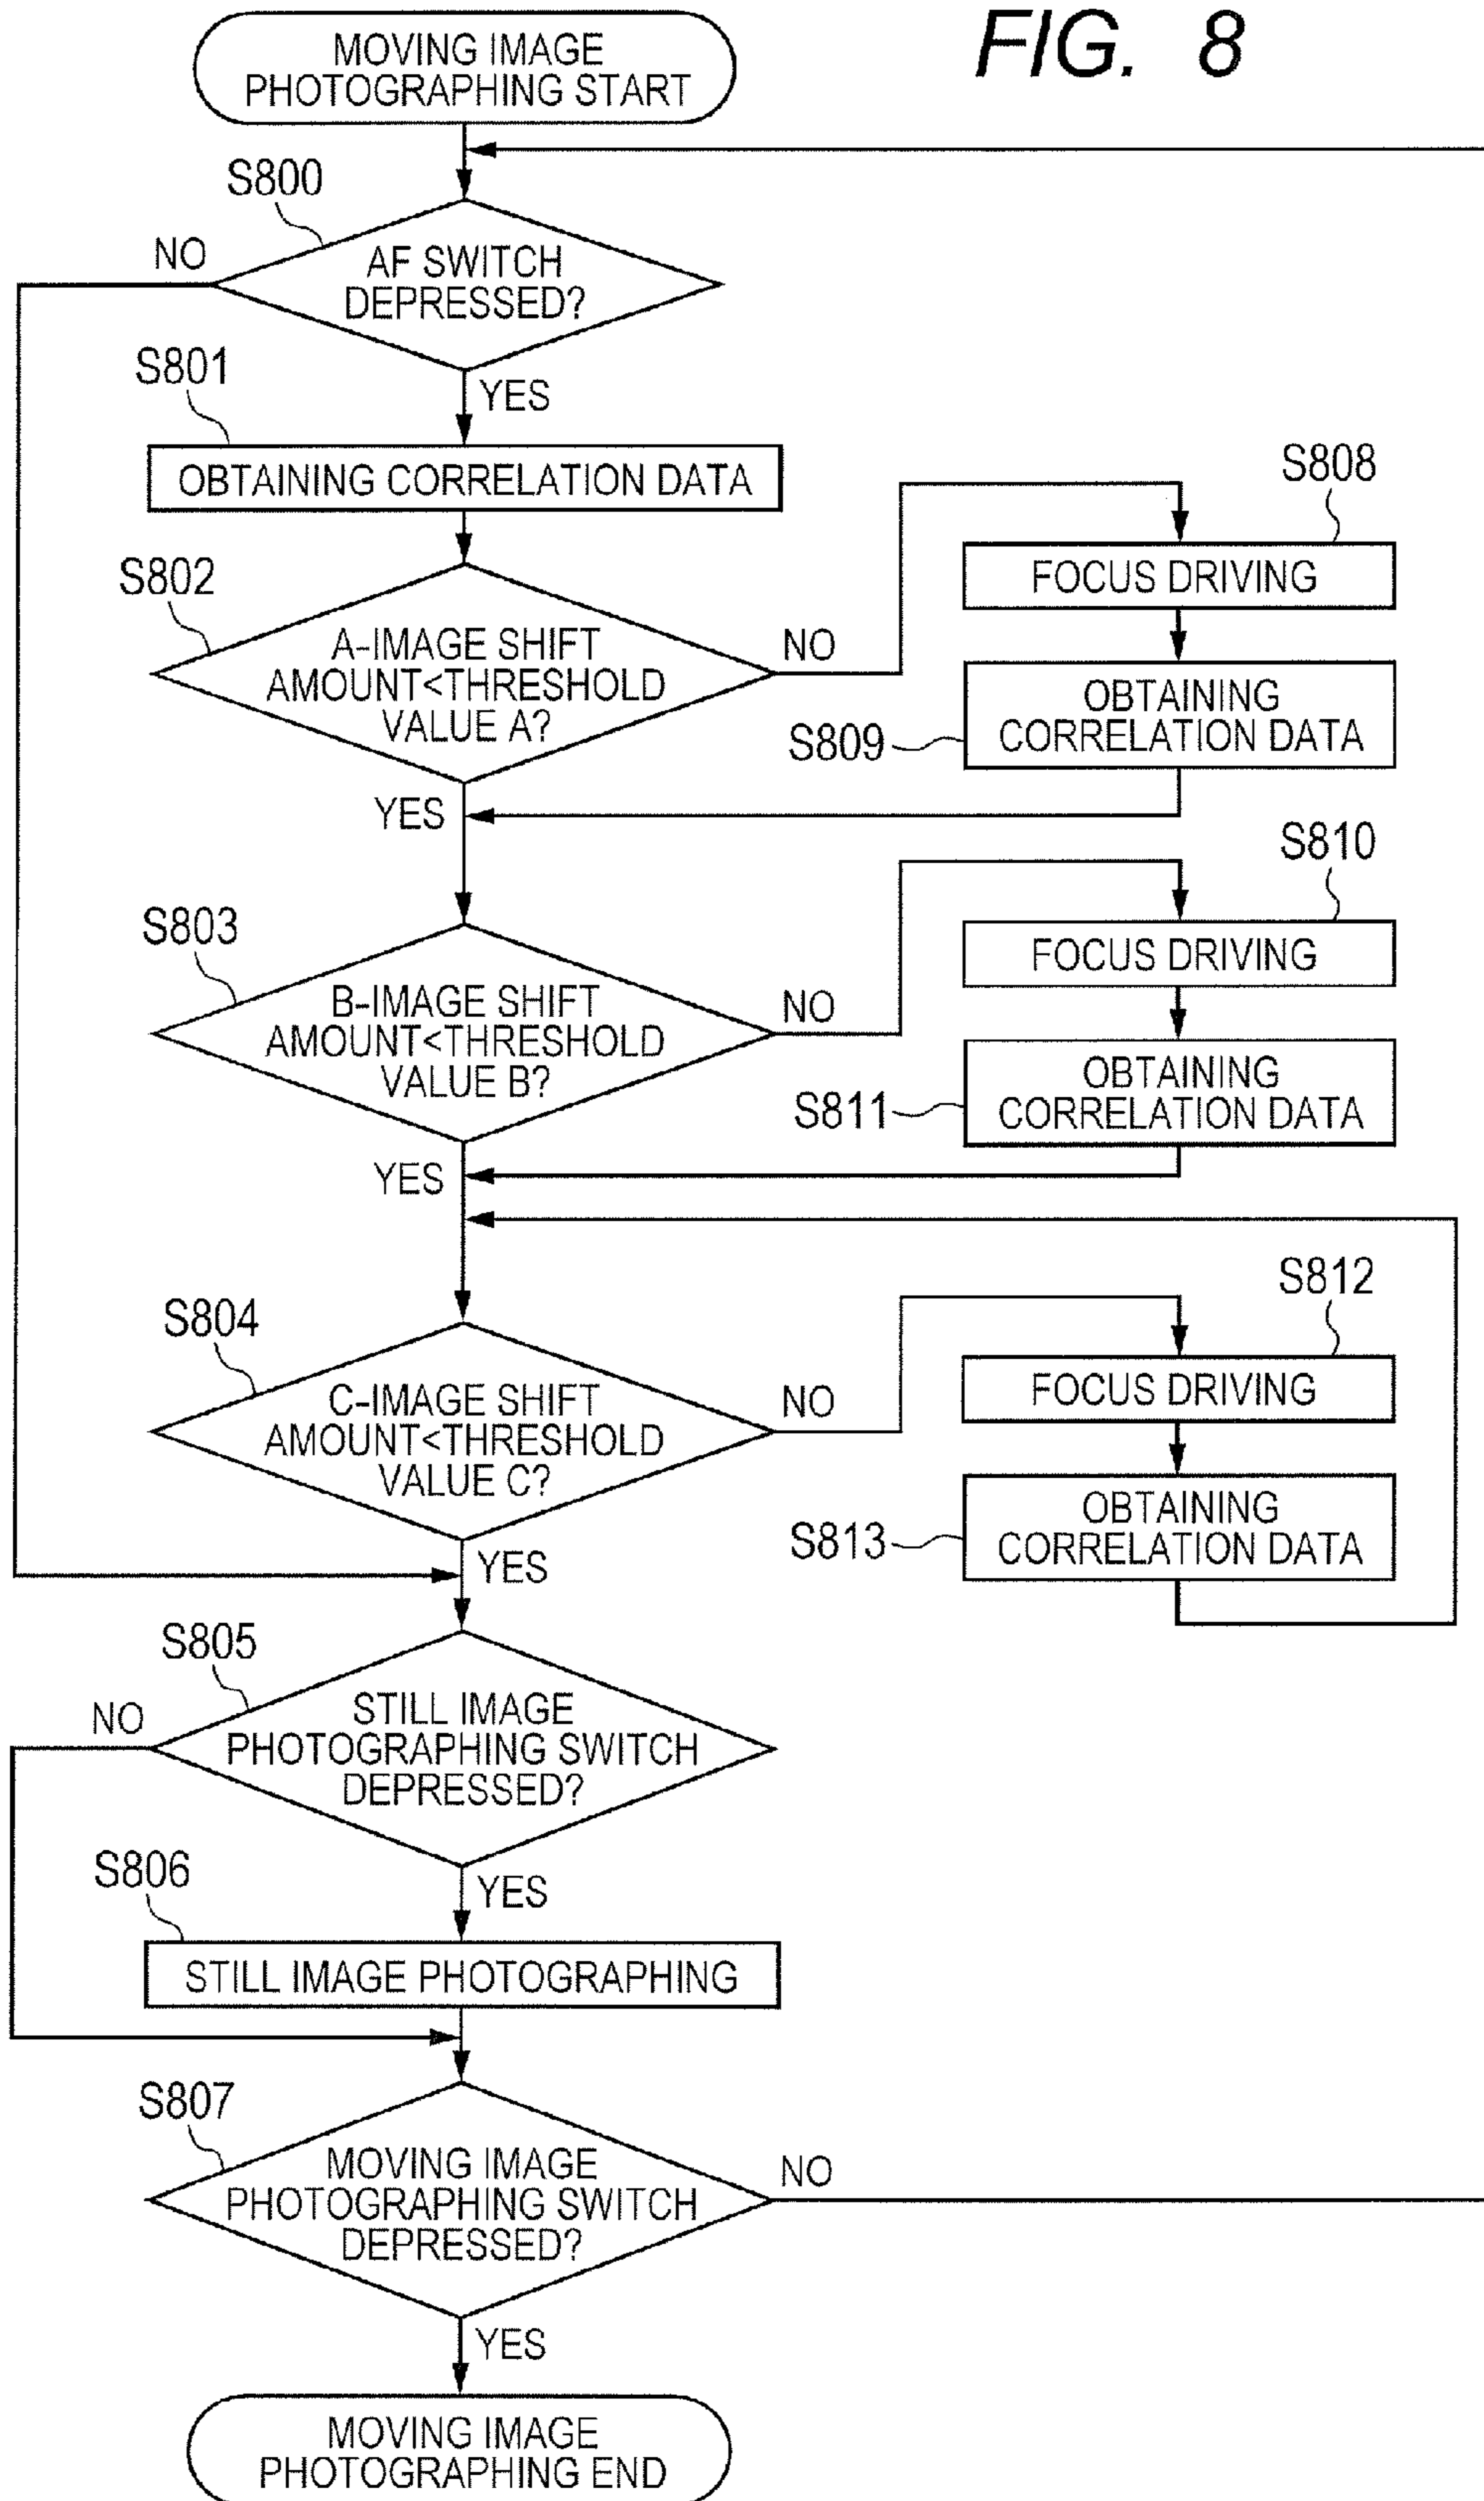 FIG. 8
MOVING IMAGE
PHOTOGRAPHING START
S800
NO
AF SWITCH
DEPRESSED?
S801
YES
OBTAINING CORRELATION DATA
S808
FOCUS DRIVING
S802
A-IMAGE SHIFT
AMOUNT<THRESHOLD
VALUE A?
NO
S809
OBTAINING
CORRELATION DATA
YES
S810
FOCUS DRIVING
S803
B-IMAGE SHIFT
AMOUNT<THRESHOLD
VALUE B?
NO
S811
OBTAINING
CORRELATION DATA
YES
S812
FOCUS DRIVING
S804
C-IMAGE SHIFT
AMOUNT<THRESHOLD
VALUE C?
NO
S813
OBTAINING
CORRELATION DATA
YES
S805
NO
STILL IMAGE
PHOTOGRAPHING SWITCH
DEPRESSED?
S806
YES
STILL IMAGE PHOTOGRAPHING
S807
MOVING IMAGE
PHOTOGRAPHING SWITCH
DEPRESSED?
NO
YES
MOVING IMAGE
PHOTOGRAPHING END